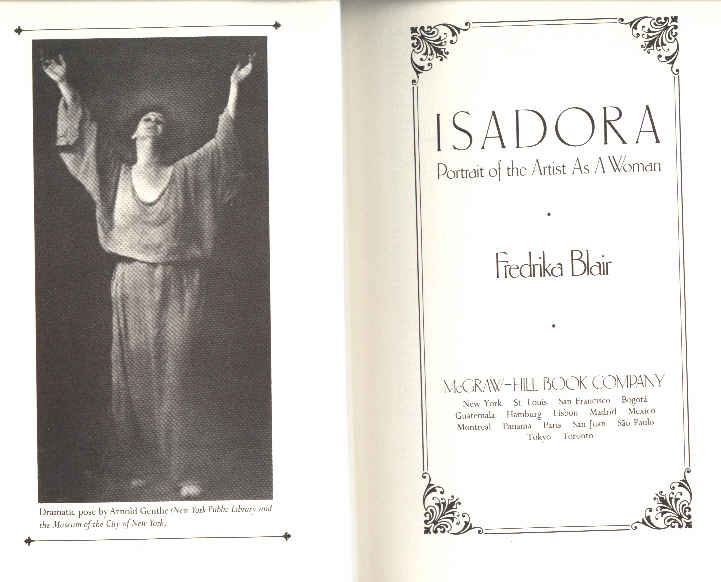 Dramatic pose by Arnold Genthe (New York Public Library and
the Museum of the City of New York)
ISADORA
Portrait of the Artist As A Woman
Fredrika Blair
McGRAW-HILL BOOK COMPANY
New York St. Louis San Francisco Bogotá
Guatemala Hamburg Lisbon Madrid Mexico
Montreal Panama Paris San Juan São Paulo
Tokyo Toronto